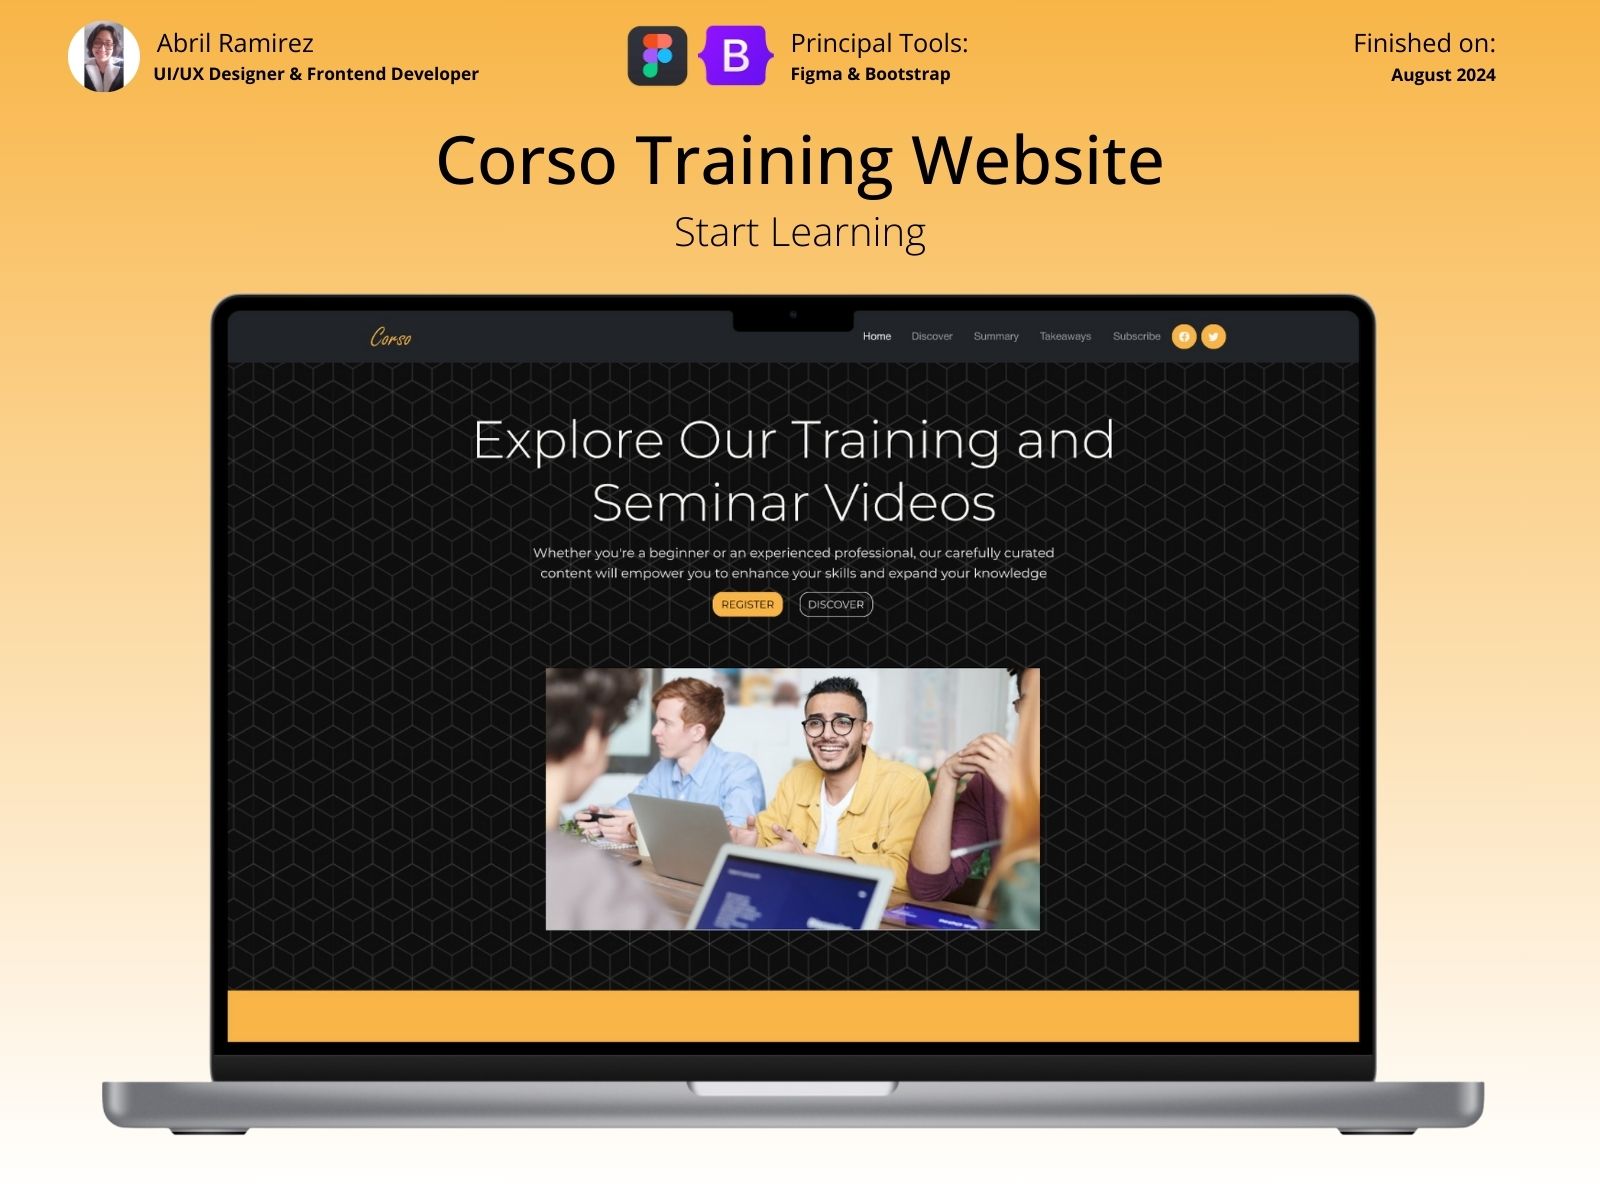 Abril Ramirez
UI/UX Designer & Frontend Developer
B
Principal Tools:
Figma & Bootstrap
Finished on:
August 2024
Corso Training Website
Start Learning
Corso
Home Discover Summary Takeaways Subscribe
Explore Our Training and
Seminar Videos
Whether you're a beginner or an experienced professional, our carefully curated
content will empower you to enhance your skills and expand your knowledge
REGISTER DISCOVER